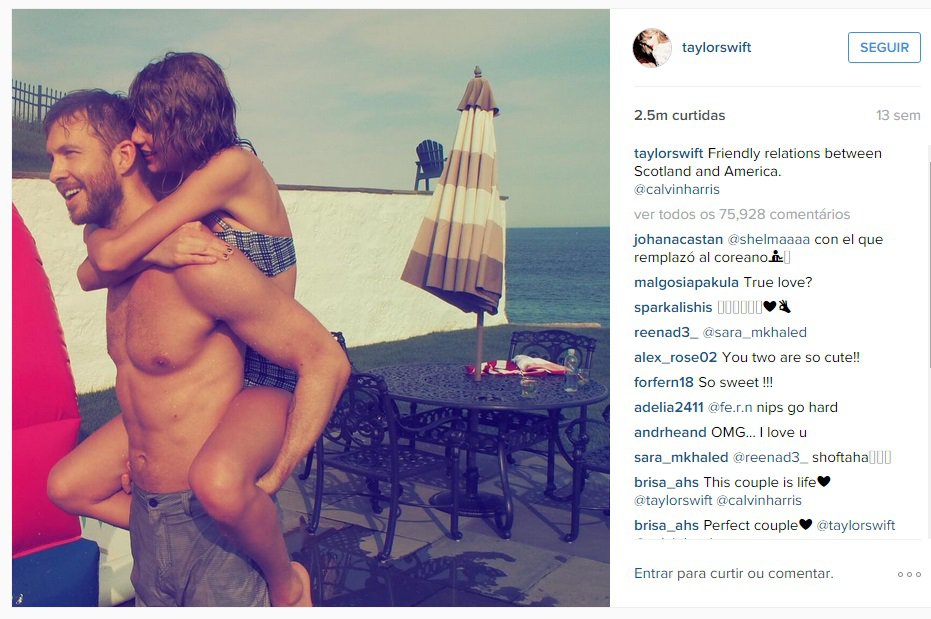 taylorswift
SEGUIR
2.5m curtidas
13 sem
taylorswift Friendly relations between
Scotland and America.
@calvinharris
ver todos os 75,928 comentários
johanacastan @shelmaaaa con el que
remplazó al coreano
malgosiapakula True love?
sparkalishis ❤
reenad3_ @sara_mkhaled
alex_rose02 You two are so cute!!
forfern18 So sweet !!!
adelia2411 @fe.r.n nips go hard
andrheand OMG... I love u
sara_mkhaled @reenad3_ shoftaha
brisa_ahs This couple is life❤
@taylorswift @calvinharris
brisa_ahs Perfect couple❤ @taylorswift
Entrar para curtir ou comentar.